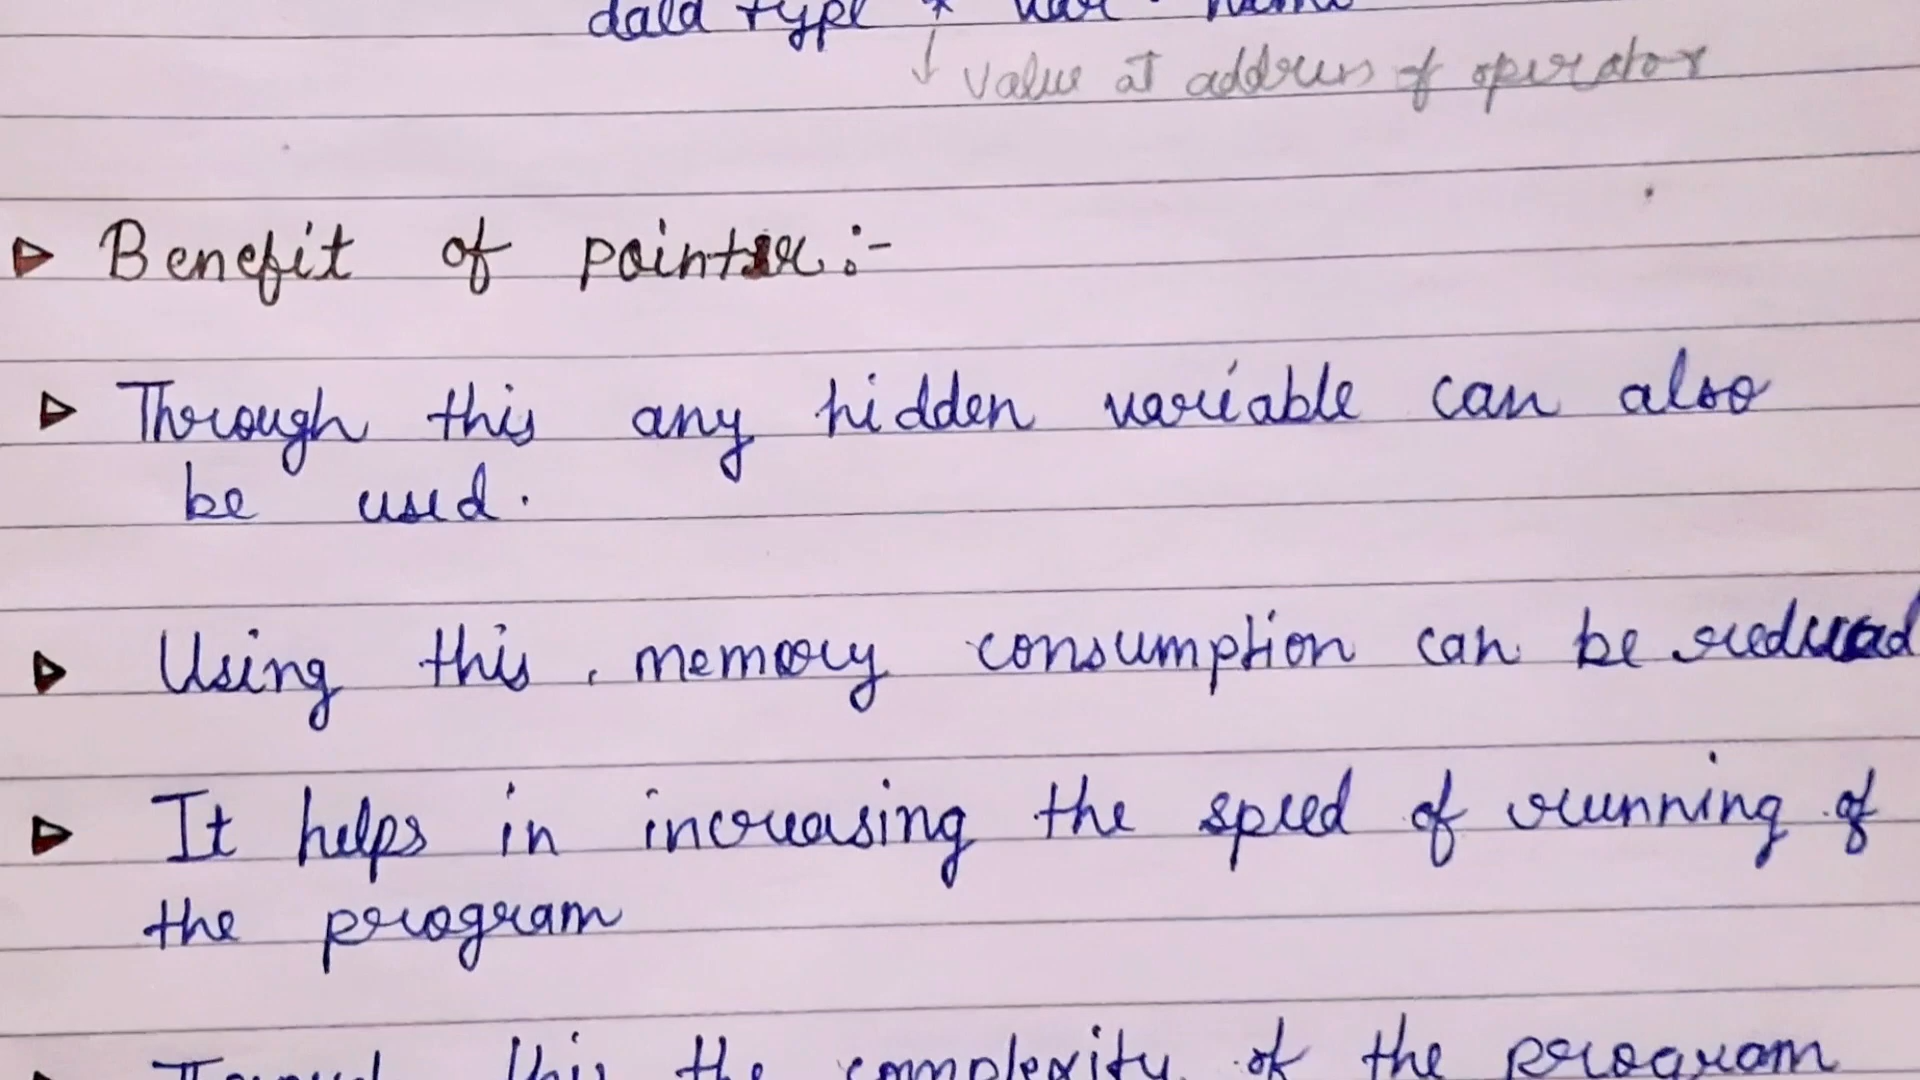 data type * var. name
↓ value at address of operator
▷ Benefit of pointer :-
▷ Through this any hidden variable can also
be used.
▷ Using this, memory consumption can be reduced
▷ It helps in increasing the speed of running of
the program
this the complexity of the program